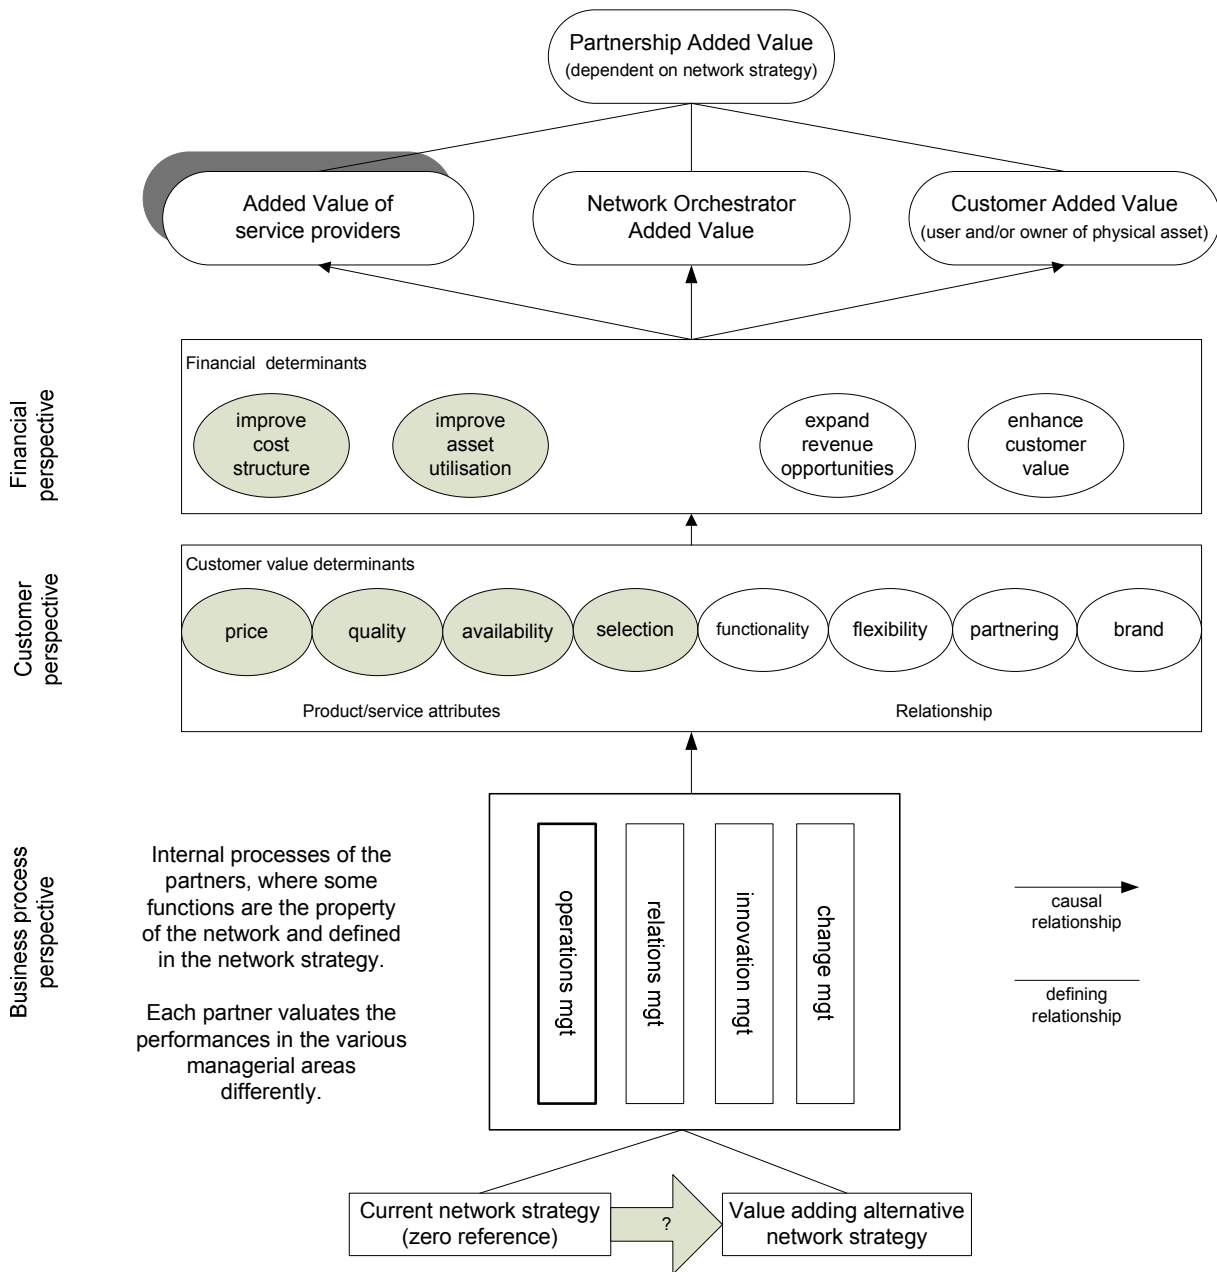 Partnership Added Value
(dependent on network strategy)
Added Value of
service providers
Network Orchestrator
Added Value
Customer Added Value
(user and/or owner of physical asset)
Financial
perspective
Financial determinants
improve
cost
structure
improve
asset
utilisation
expand
revenue
opportunities
enhance
customer
value
Customer
perspective
Customer value determinants
price
quality
availability
selection
functionality
flexibility
partnering
brand
Product/service attributes
Relationship
Business process
perspective
Internal processes of the
partners, where some
functions are the property
of the network and defined
in the network strategy.
Each partner valuates the
performances in the various
managerial areas
differently.
operations mgt
relations mgt
innovation mgt
change mgt
causal
relationship
defining
relationship
Current network strategy
(zero reference)
?
Value adding alternative
network strategy